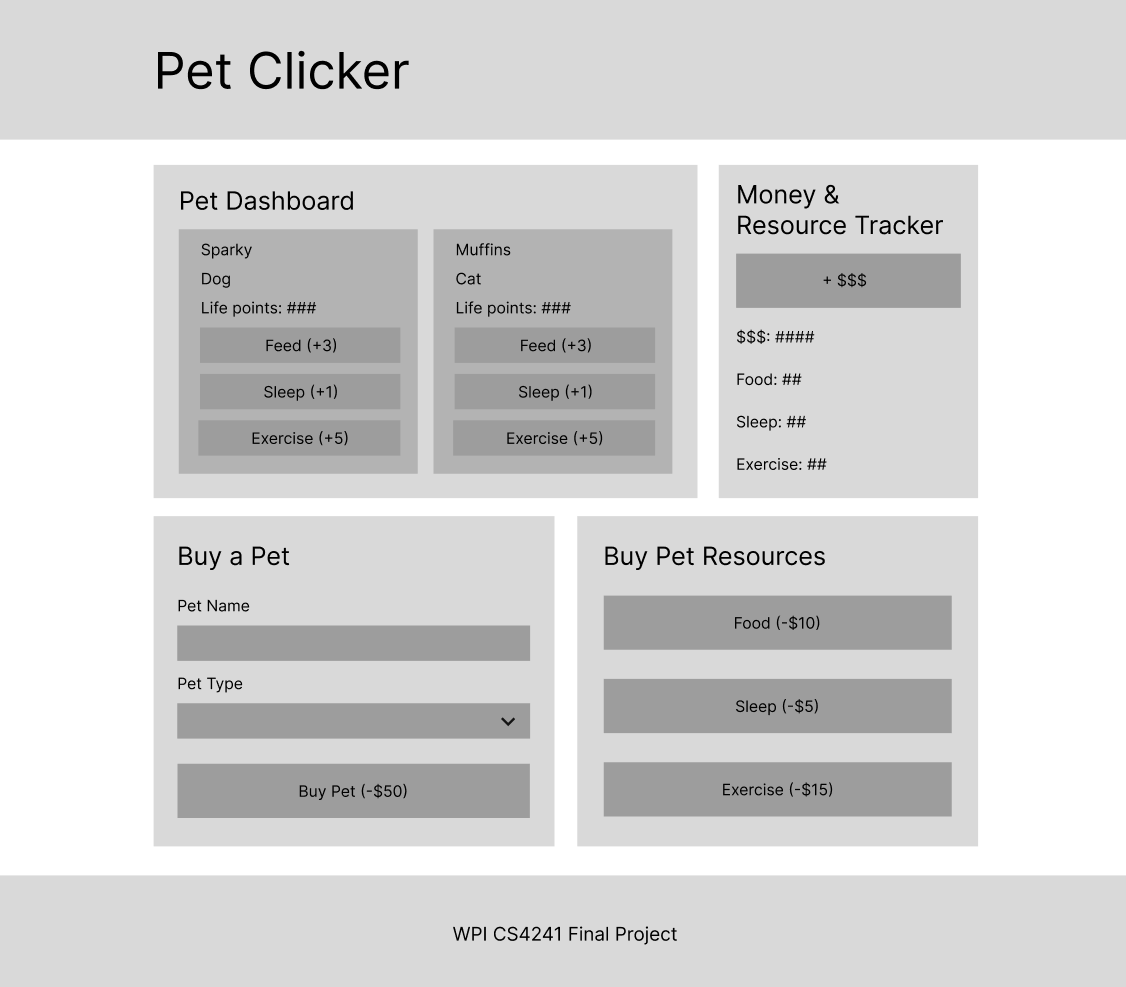 Pet Clicker
Pet Dashboard
Sparky
Dog
Life points: ###
Feed (+3)
Sleep (+1)
Exercise (+5)
Muffins
Cat
Life points: ###
Feed (+3)
Sleep (+1)
Exercise (+5)
Money &
Resource Tracker
+ $$$
$$$: ####
Food: ##
Sleep: ##
Exercise: ##
Buy a Pet
Pet Name
Pet Type
Buy Pet (-$50)
Buy Pet Resources
Food (-$10)
Sleep (-$5)
Exercise (-$15)
WPI CS4241 Final Project